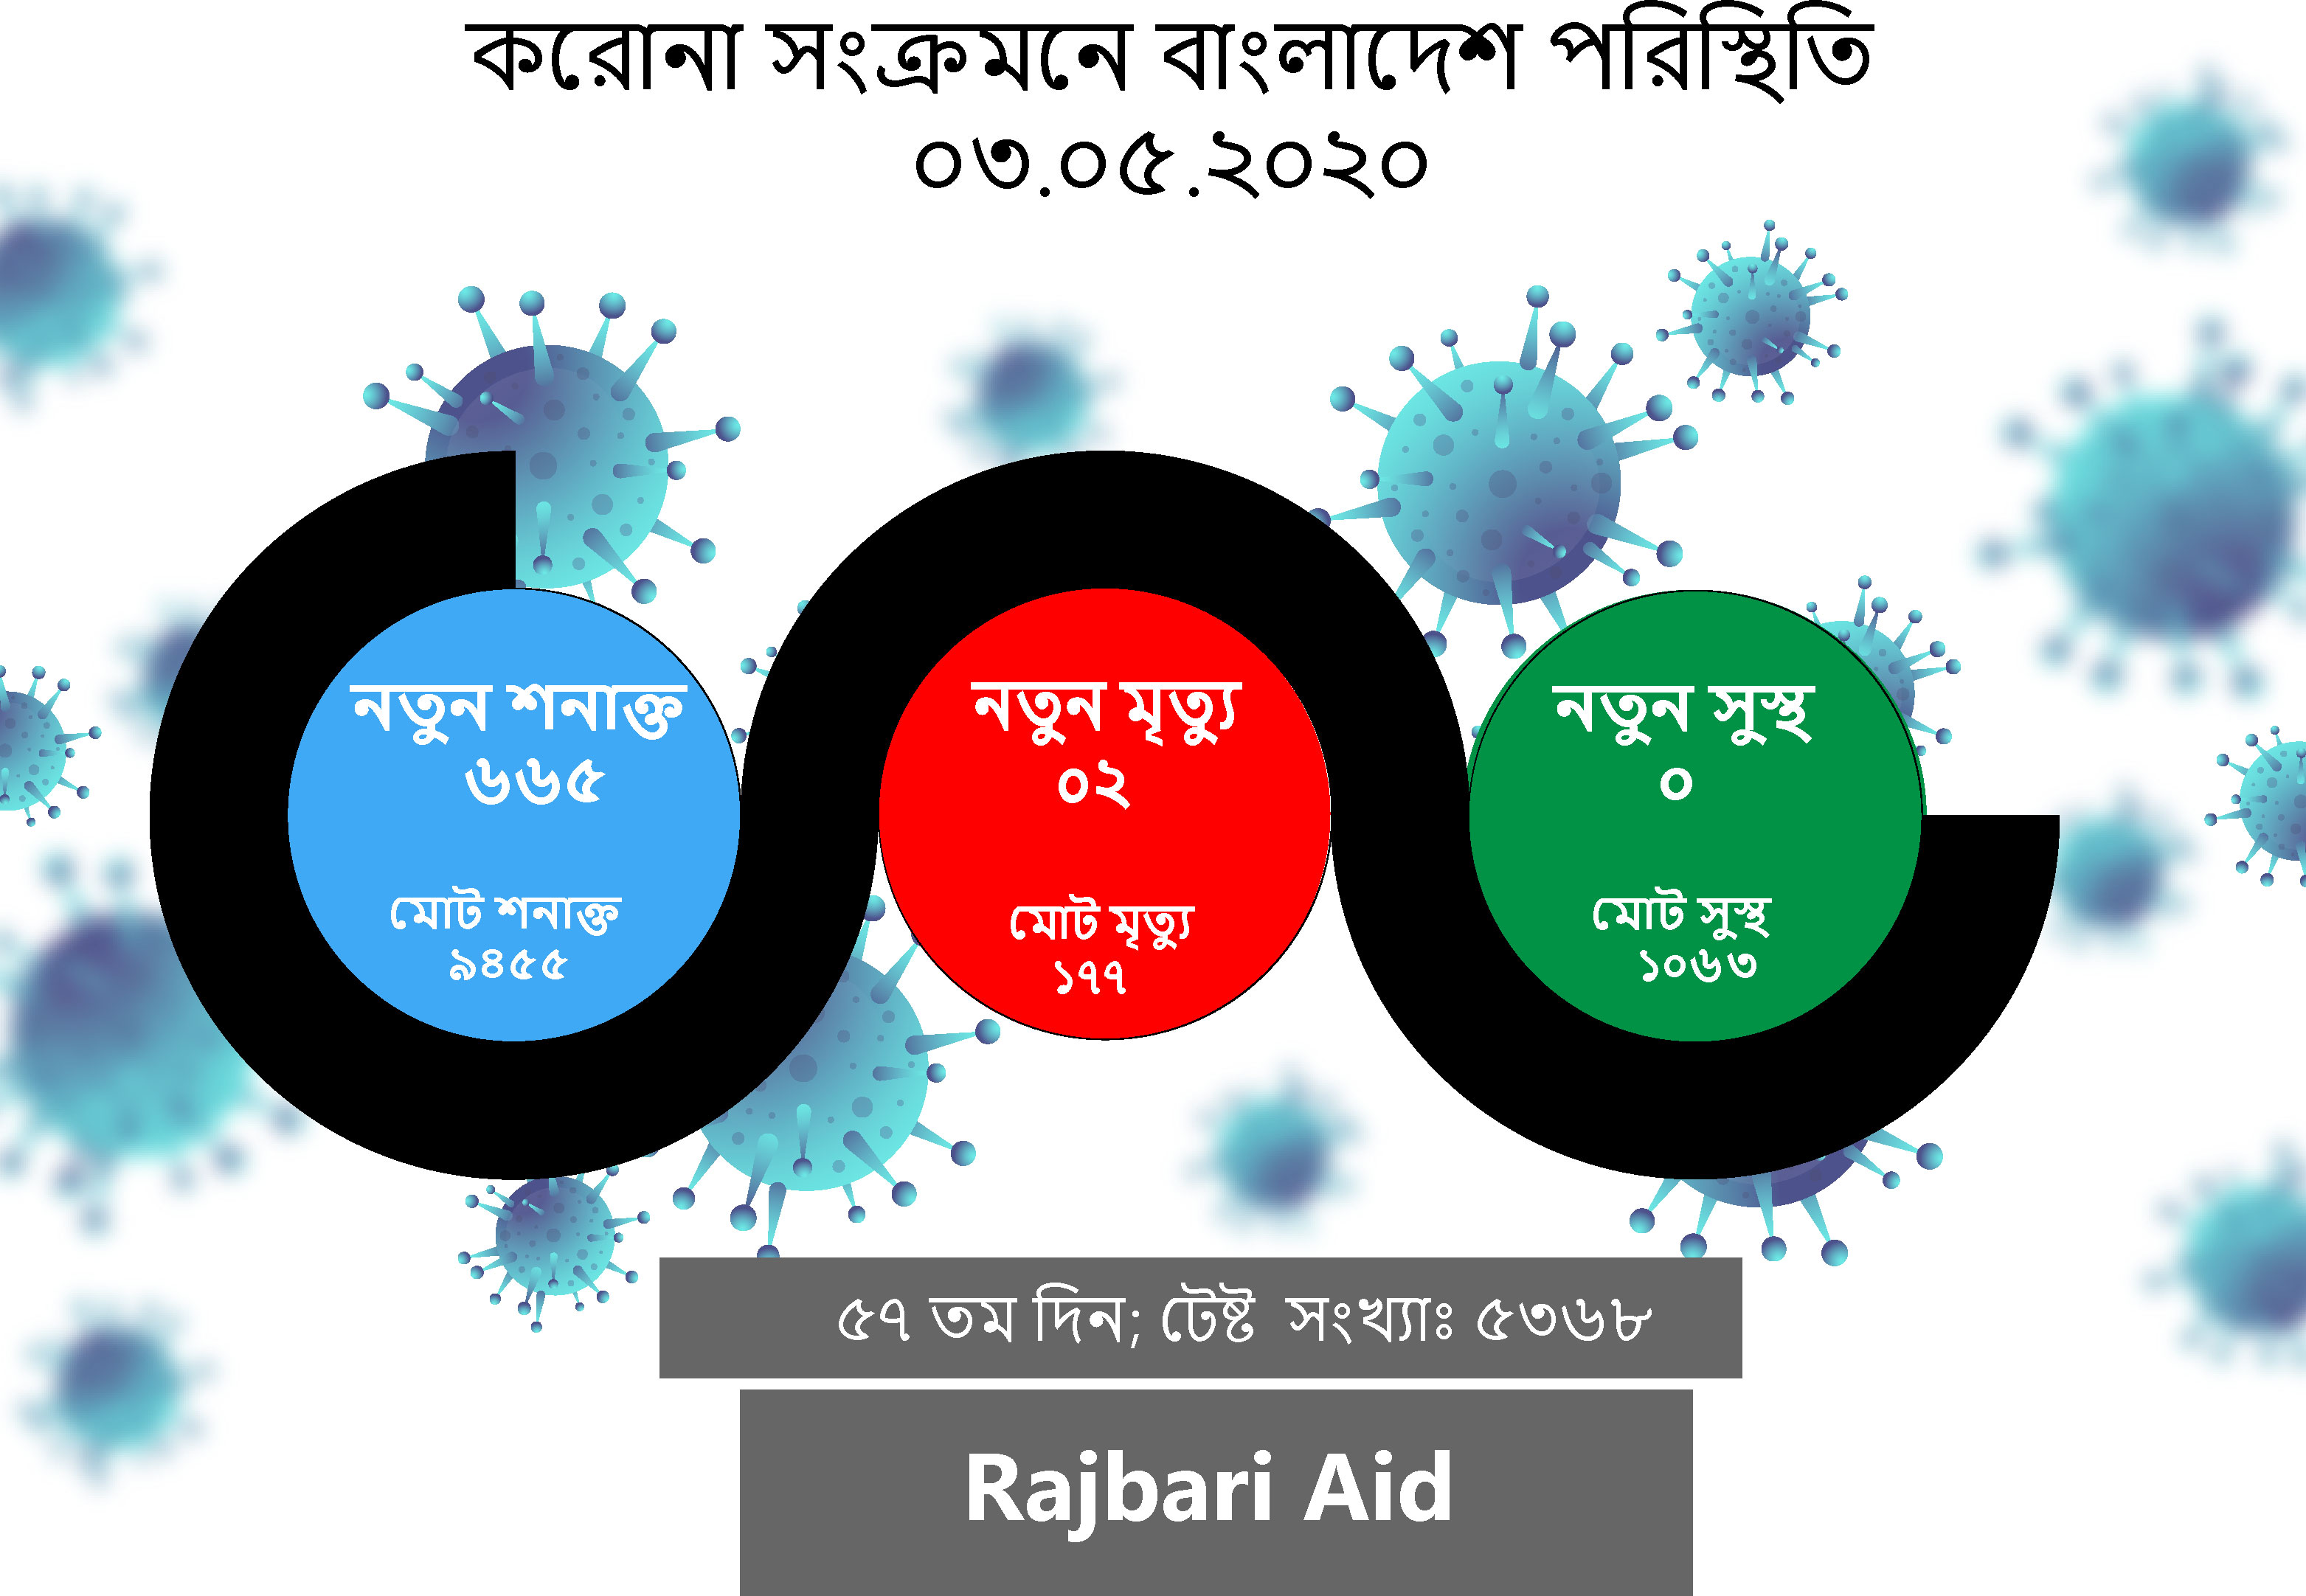 করোনা সংক্রমনে বাংলাদেশ পরিস্থিতি
০৩.০৫.২০২০
নতুন শনাক্ত
৬৬৫
মোট শনাক্ত
৯৪৫৫
নতুন মৃত্যু
০২
মোট মৃত্যু
১৭৭
নতুন সুস্থ
০
মোট সুস্থ
১০৬৩
৫৭ তম দিন; টেষ্ট সংখ্যাঃ ৫৩৬৮
Rajbari Aid